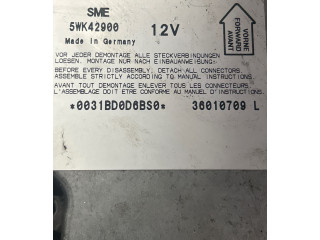 SME
5WK42900 12V
Made in Germany
VORNE
FORWARD
AVANT
VOR JEDER DEMONTAGE ALLE STECKVERBINDUNGEN
LOESEN. MONTAGE NUR NACH EINBAUANWEISUNG:
BEFORE EVERY DISASSEMBLY, DETACH ALL CONNECTORS
ASSEMBLE STRICTLY ACCORDING TO MANUAL INSTRUCTIONS.
AVANT TOUT DEMONTAGE ENLEVER TOUS LES CONNECTEURS.
L'ASSEMBLAGE DOIT ÊTRE CONFORME AU MANUEL D'INSTRUCTIONS.
*0031BD0D6BS0* 36010709 L